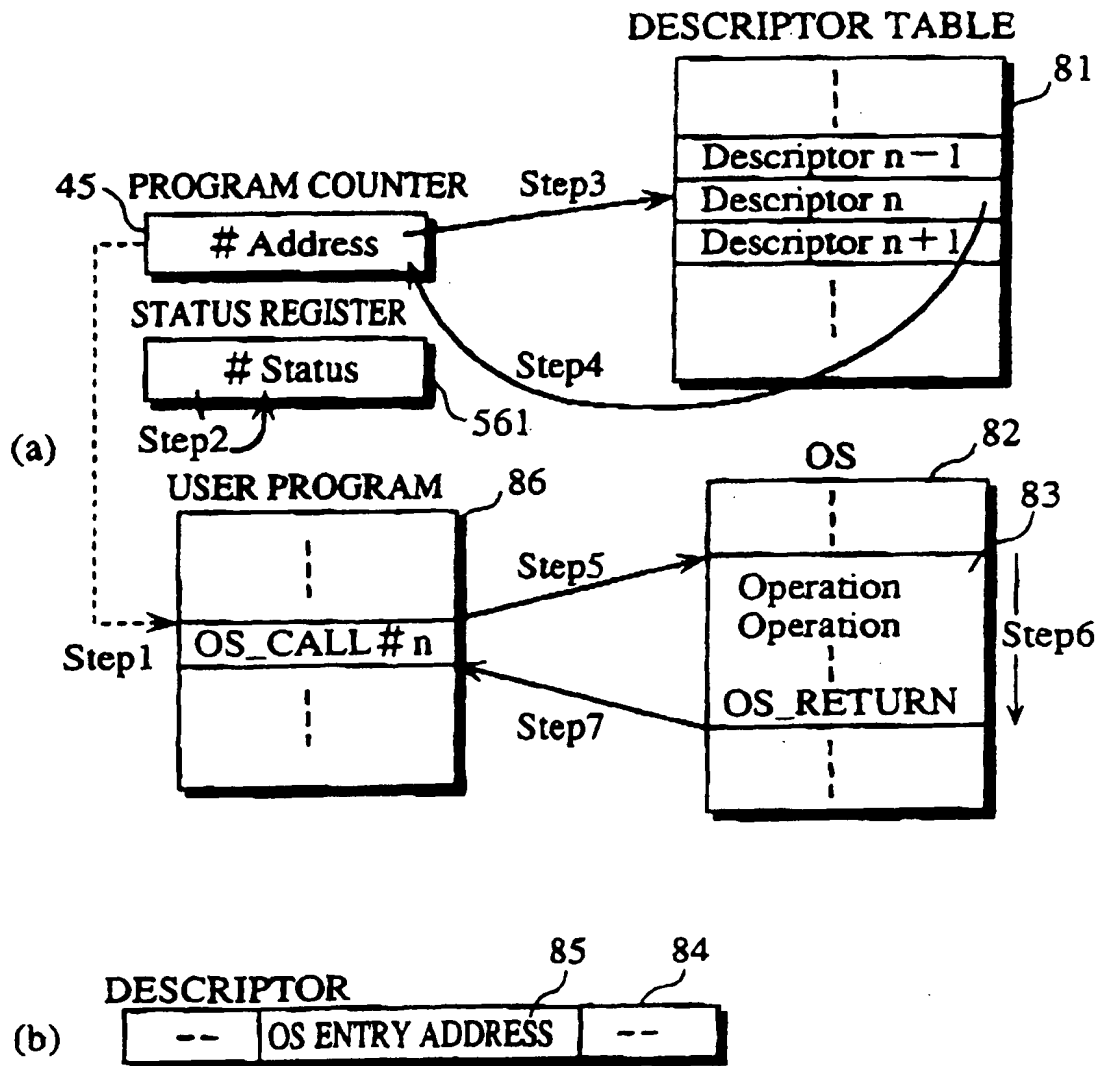 DESCRIPTOR TABLE
81
Descriptor n-1
Descriptor n
Descriptor n+1
45
PROGRAM COUNTER
# Address
Step3
STATUS REGISTER
# Status
Step4
561
Step2
(a)
USER PROGRAM
86
OS
82
83
Step5
Operation
Operation
Step6
Step1
OS_CALL # n
OS_RETURN
Step7
85
84
DESCRIPTOR
(b)
--
OS ENTRY ADDRESS
--